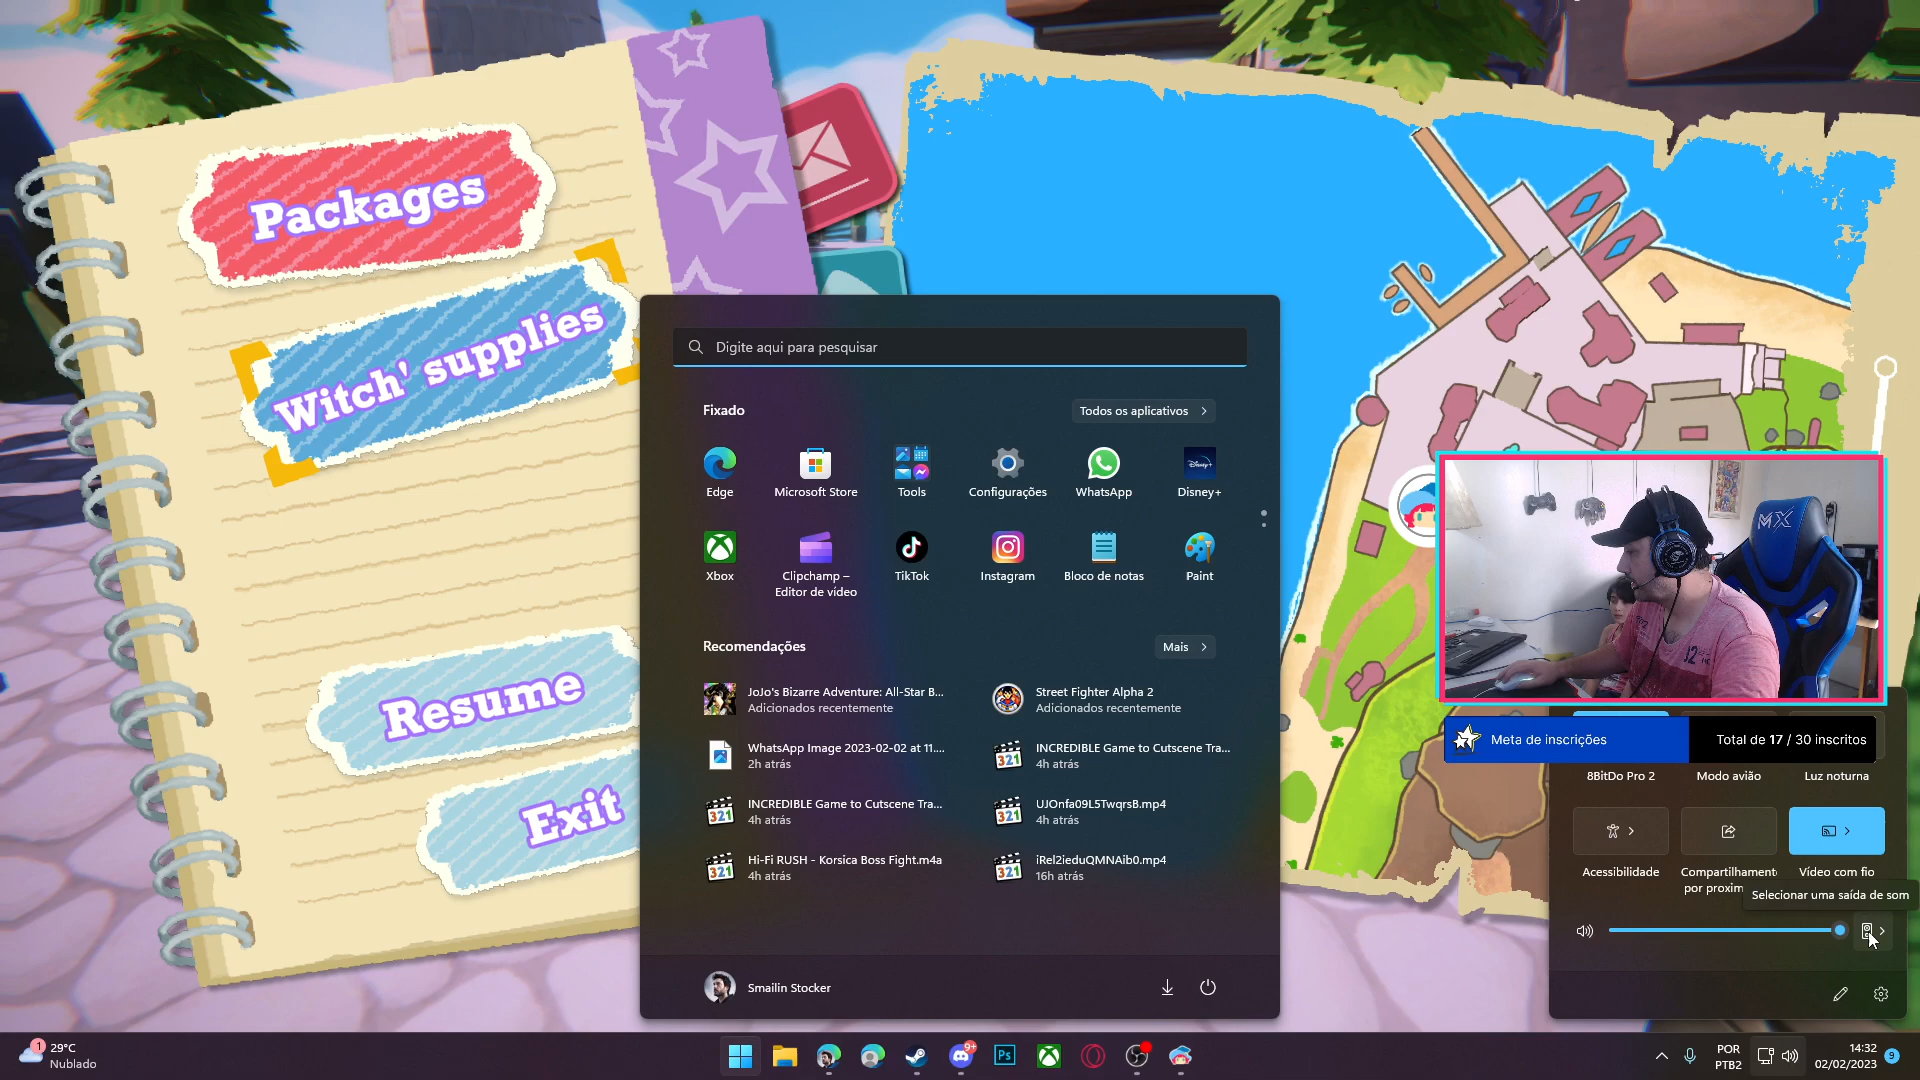 Packages
Witch' supplies
Resume
Exit
Digite aqui para pesquisar
Fixado
Todos os aplicativos
Edge
Microsoft Store
Tools
Configurações
WhatsApp
Disney+
Xbox
Clipchamp –
Editor de vídeo
TikTok
Instagram
Bloco de notas
Paint
Recomendações
Mais
JoJo's Bizarre Adventure: All-Star B...
Adicionados recentemente
Street Fighter Alpha 2
Adicionados recentemente
WhatsApp Image 2023-02-02 at 11....
2h atrás
INCREDIBLE Game to Cutscene Tra...
4h atrás
INCREDIBLE Game to Cutscene Tra...
4h atrás
UJOnfa09L5TwqrsB.mp4
4h atrás
Hi-Fi RUSH - Korsica Boss Fight.m4a
4h atrás
iRel2ieduQMNAib0.mp4
16h atrás
Smailin Stocker
MX
Meta de inscrições
Total de 17 / 30 inscritos
8BitDo Pro 2
Modo avião
Luz noturna
Acessibilidade
Compartilhament
por proxim
Vídeo com fio
Selecionar uma saída de som
1
29°C
Nublado
9+
Ps
POR
PTB2
14:32
02/02/2023
9